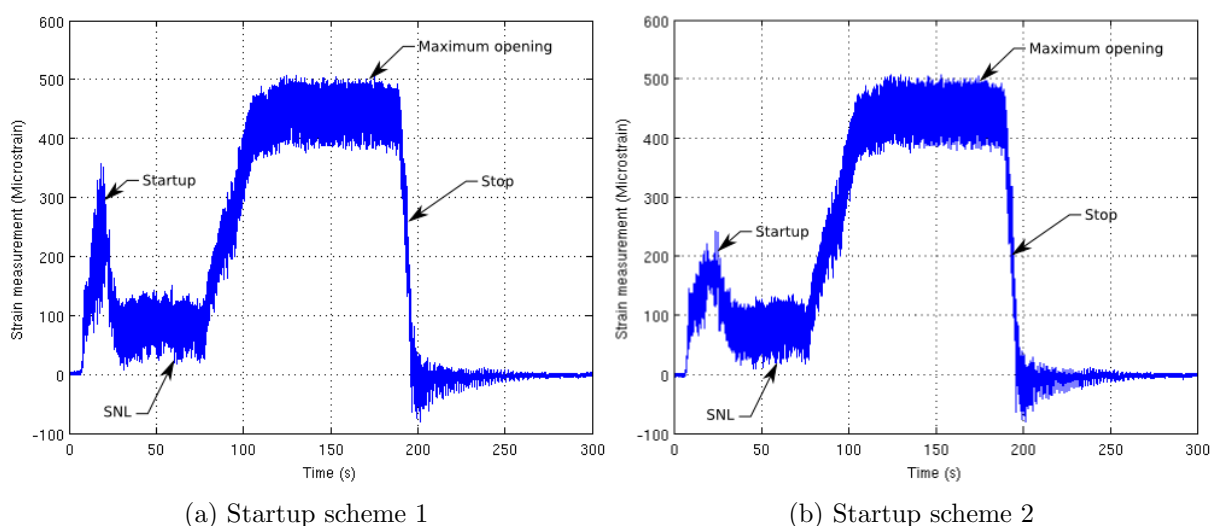 600
500
400
300
200
100
0
-100
0
50
100
150
200
250
300
Strain measurement (Microstrain)
Time (s)
Maximum opening
Startup
Stop
SNL
(a) Startup scheme 1
600
500
400
300
200
100
0
-100
0
50
100
150
200
250
300
Strain measurement (Microstrain)
Time (s)
Maximum opening
Startup
Stop
SNL
(b) Startup scheme 2